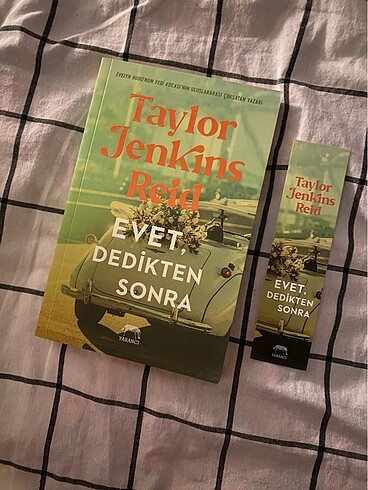 EVELYN HUGO'NUN YEDİ KOCASI'NIN ULUSLARARASI ÇOKSATAN YAZARI
Taylor
Jenkins
Reid
EVET,
DEDİKTEN
SONRA
YABANCI
Taylor
Jenkins
Reid
EVET,
DEDİKTEN
SONRA
YABANCI